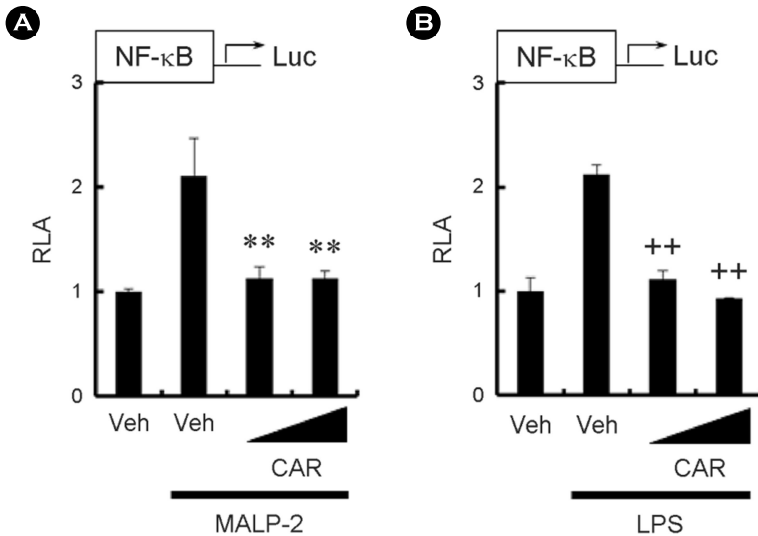 A
NF-κB Luc
3
2
1
0
RLA
**
**
Veh Veh
CAR
MALP-2
B
NF-κB Luc
3
2
1
0
RLA
++
++
Veh Veh
CAR
LPS